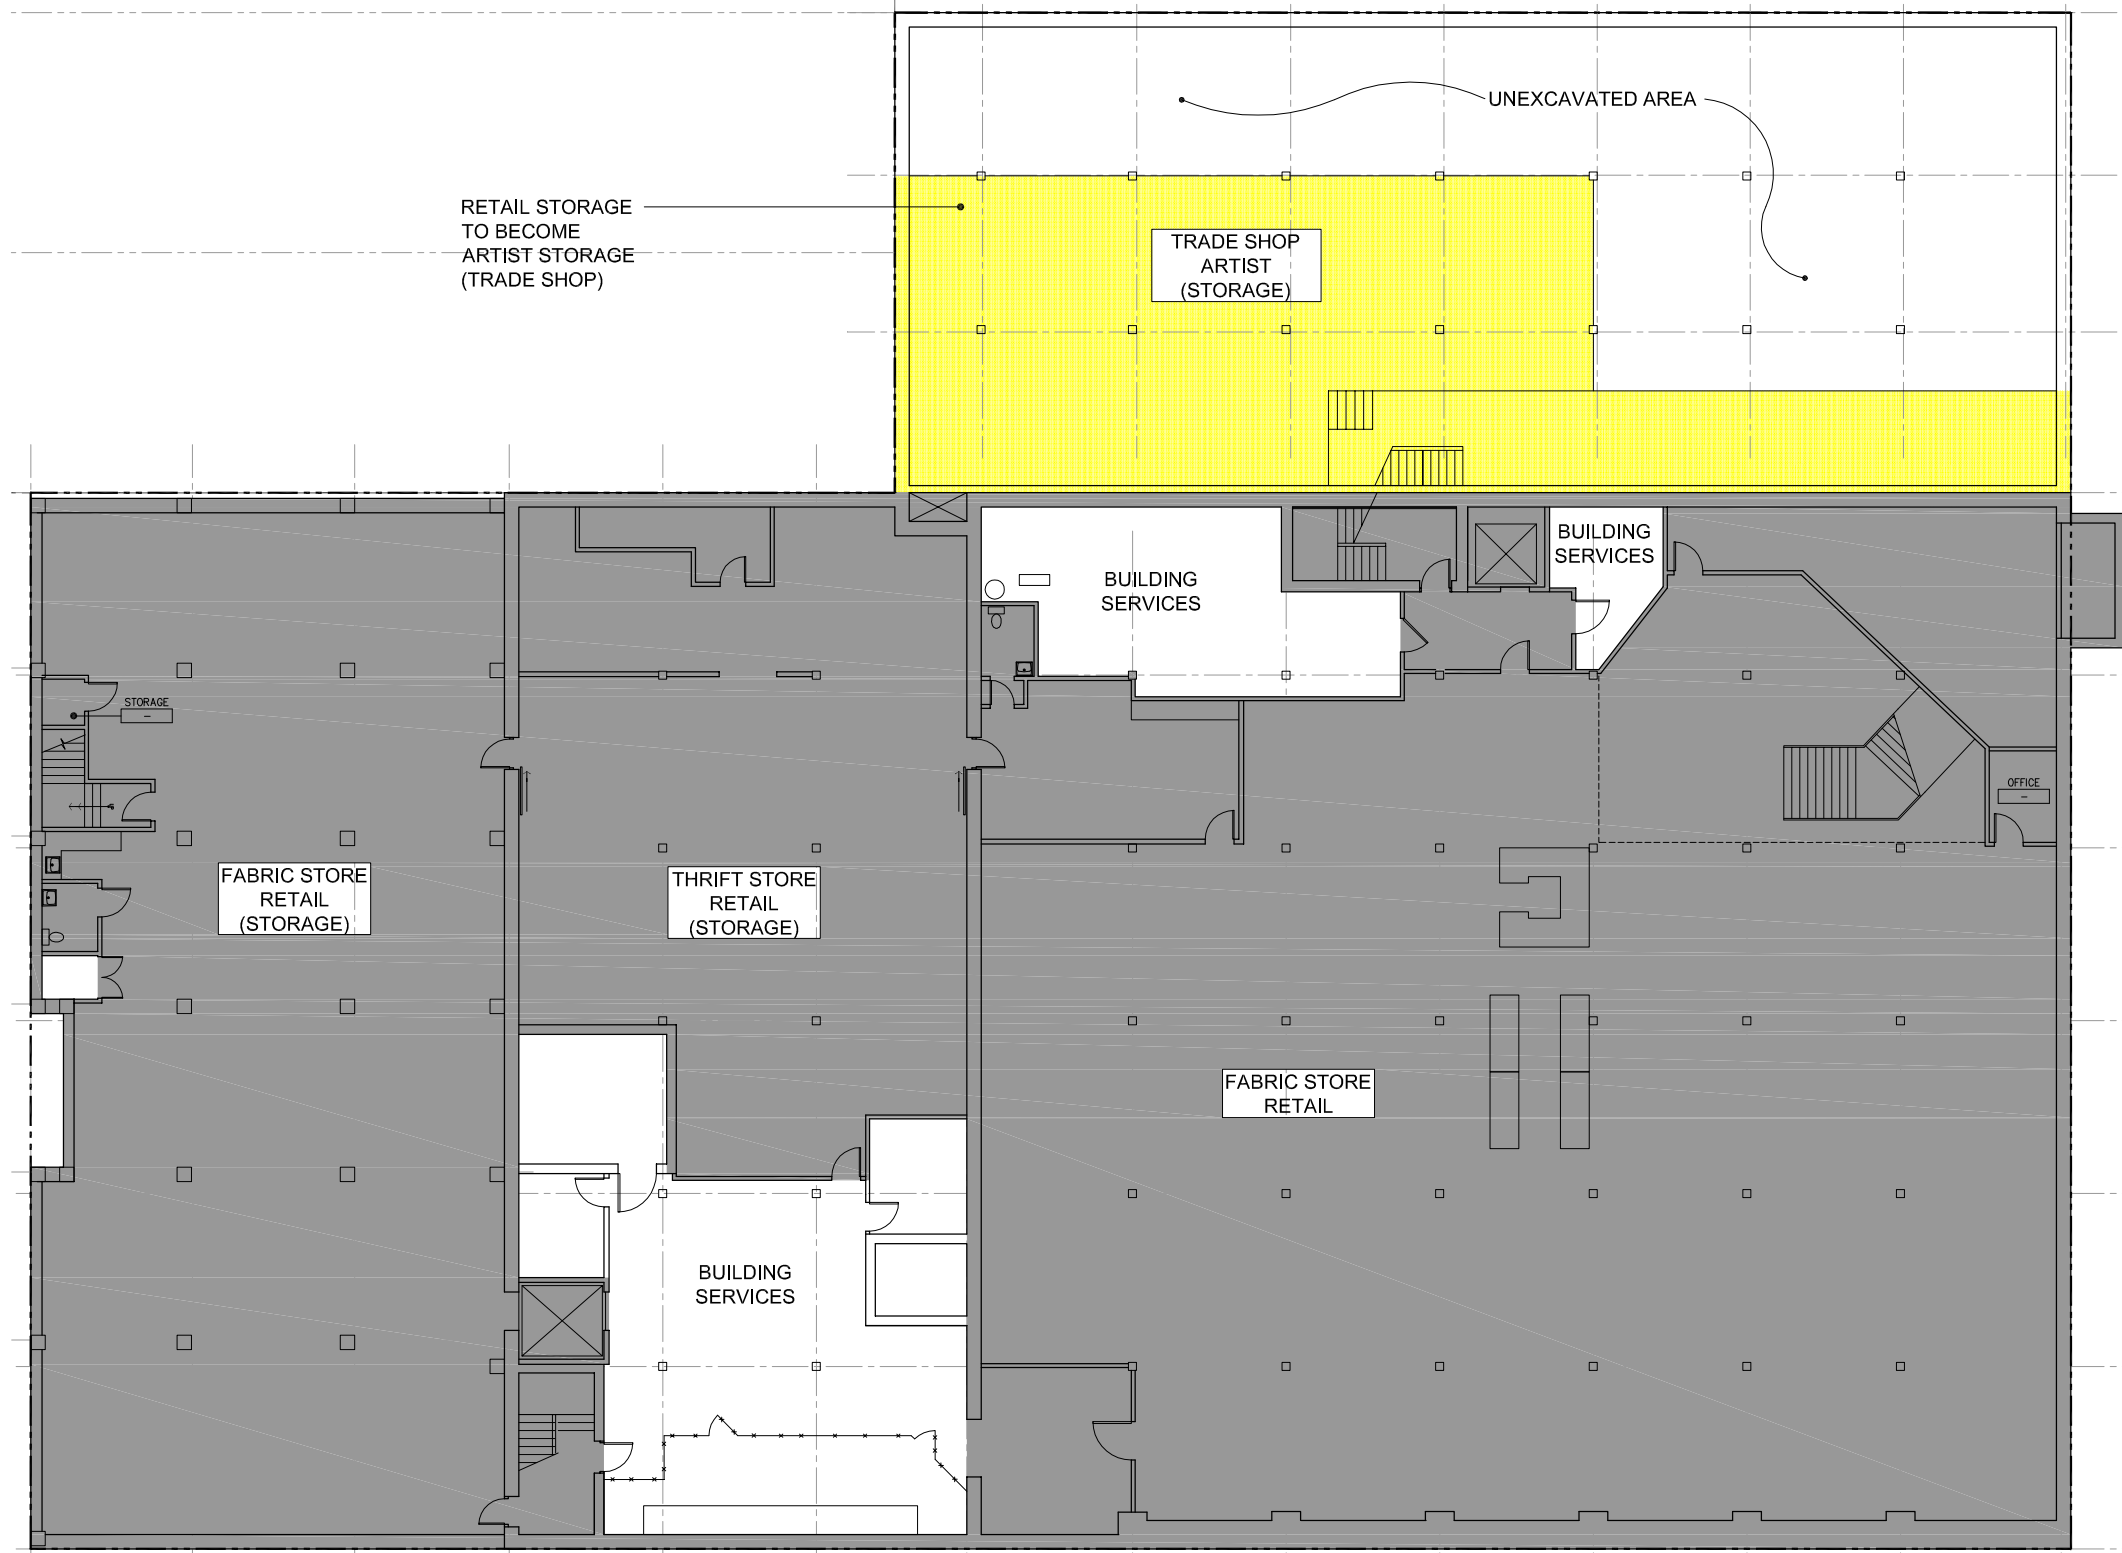 UNEXCAVATED AREA
RETAIL STORAGE
TO BECOME
ARTIST STORAGE
(TRADE SHOP)
TRADE SHOP
ARTIST
(STORAGE)
BUILDING
SERVICES
BUILDING
SERVICES
STORAGE
-
OFFICE
-
FABRIC STORE
RETAIL
(STORAGE)
THRIFT STORE
RETAIL
(STORAGE)
FABRIC STORE
RETAIL
BUILDING
SERVICES